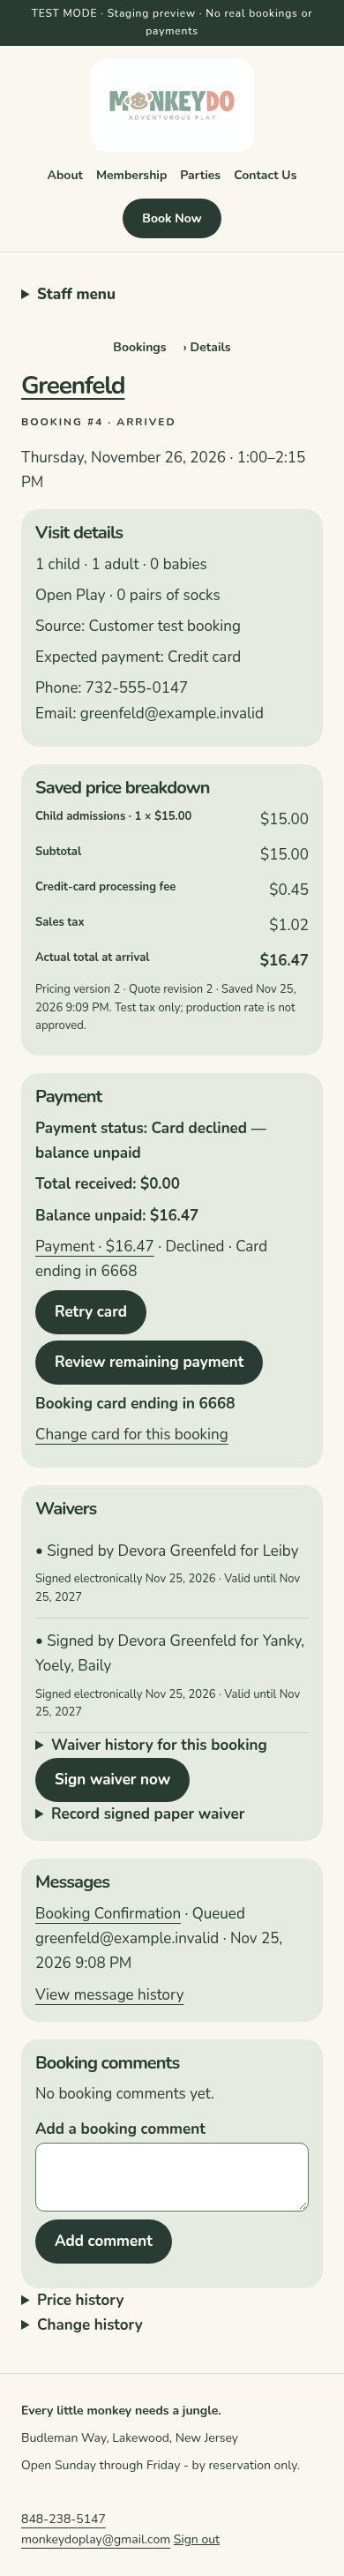 TEST MODE · Staging preview · No real bookings or
payments
MONKEYDO
ADVENTUROUS PLAY
About Membership Parties Contact Us
Book Now
▶ Staff menu
Bookings › Details
Greenfeld
BOOKING #4 · ARRIVED
Thursday, November 26, 2026 · 1:00–2:15
PM
Visit details
1 child · 1 adult · 0 babies
Open Play · 0 pairs of socks
Source: Customer test booking
Expected payment: Credit card
Phone: 732-555-0147
Email: greenfeld@example.invalid
Saved price breakdown
Child admissions · 1 × $15.00 $15.00
Subtotal $15.00
Credit-card processing fee $0.45
Sales tax $1.02
Actual total at arrival $16.47
Pricing version 2 · Quote revision 2 · Saved Nov 25,
2026 9:09 PM. Test tax only; production rate is not
approved.
Payment
Payment status: Card declined —
balance unpaid
Total received: $0.00
Balance unpaid: $16.47
Payment · $16.47 · Declined · Card
ending in 6668
Retry card
Review remaining payment
Booking card ending in 6668
Change card for this booking
Waivers
• Signed by Devora Greenfeld for Leiby
Signed electronically Nov 25, 2026 · Valid until Nov
25, 2027
• Signed by Devora Greenfeld for Yanky,
Yoely, Baily
Signed electronically Nov 25, 2026 · Valid until Nov
25, 2027
▶ Waiver history for this booking
Sign waiver now
▶ Record signed paper waiver
Messages
Booking Confirmation · Queued
greenfeld@example.invalid · Nov 25,
2026 9:08 PM
View message history
Booking comments
No booking comments yet.
Add a booking comment
Add comment
▶ Price history
▶ Change history
Every little monkey needs a jungle.
Budleman Way, Lakewood, New Jersey
Open Sunday through Friday - by reservation only.
848-238-5147
monkeydoplay@gmail.com Sign out